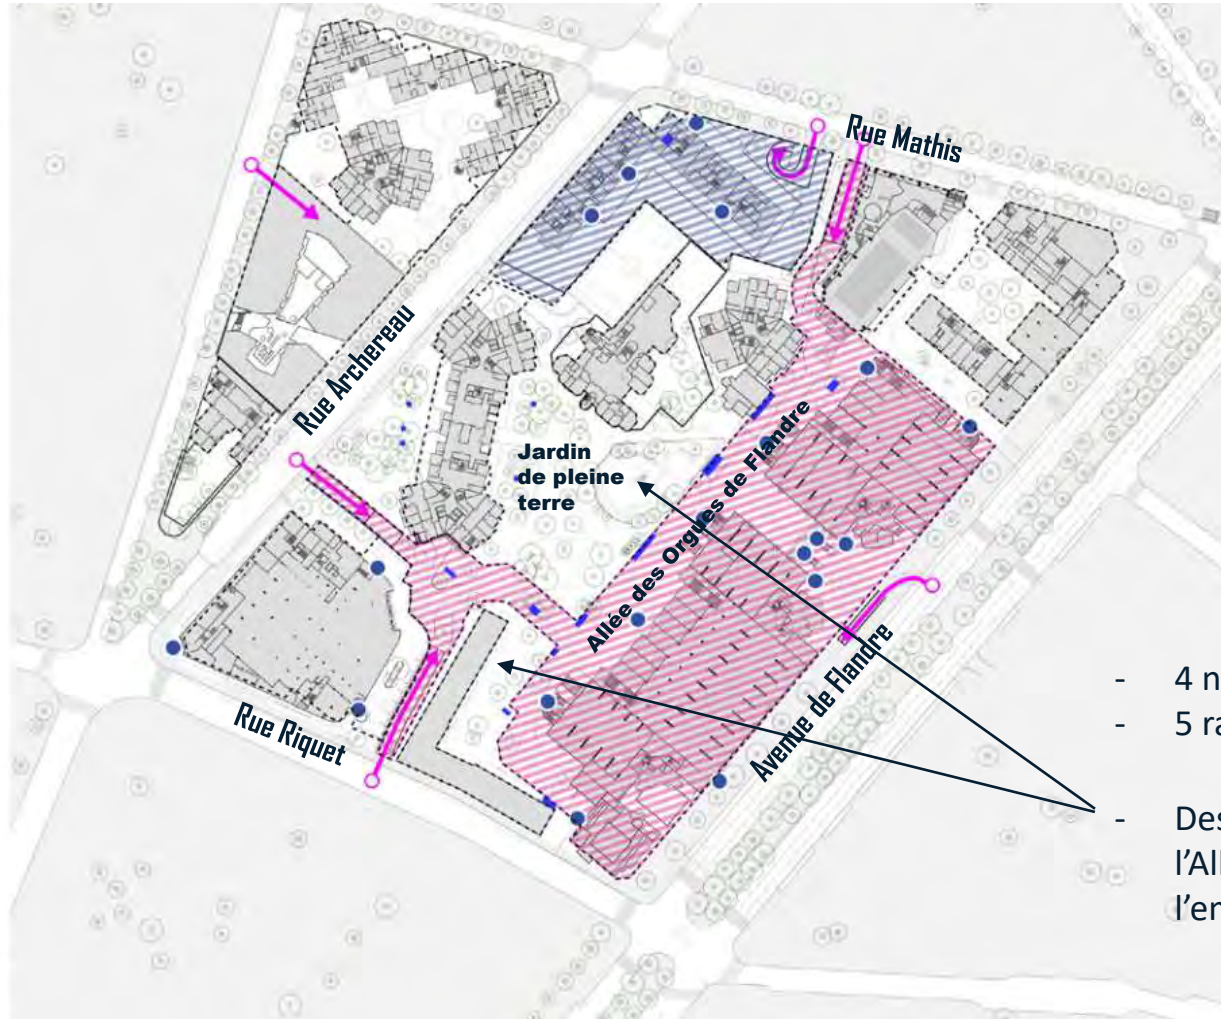 Rue Mathis
Rue Archereau
Jardin
de pleine
terre
Allée des Orgues de Flandre
Avenue de Flandre
Rue Riquet
- 4 n
- 5 ra
- Des
l’All
l’en